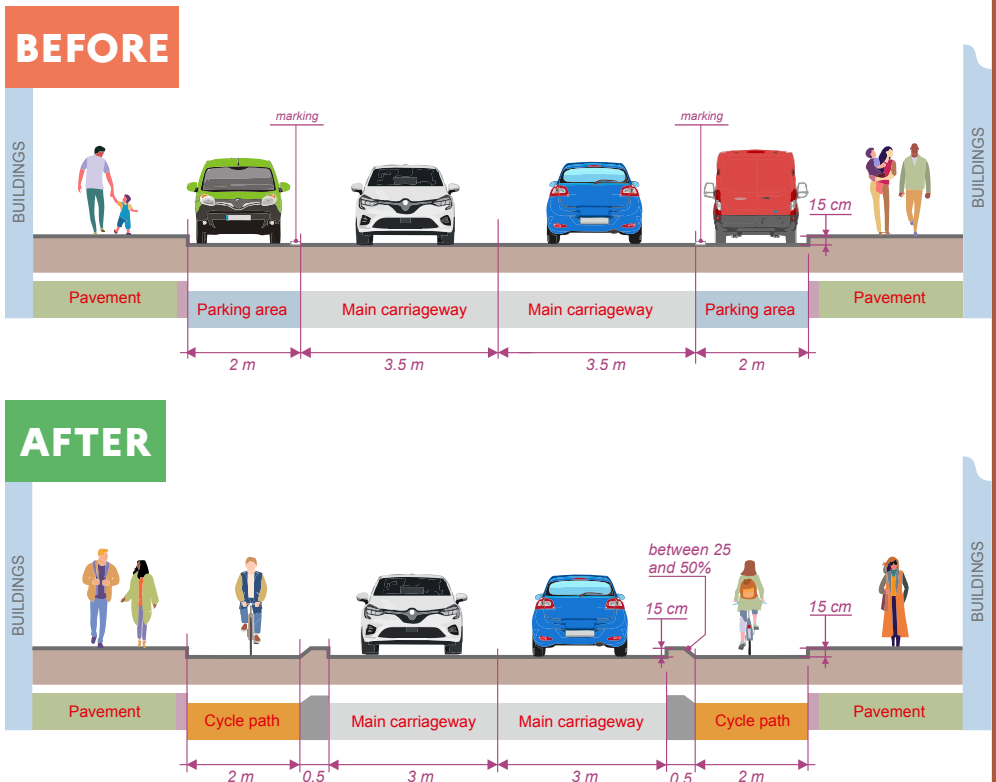 BEFORE
BUILDINGS
BUILDINGS
marking
marking
15 cm
Pavement
Parking area
Main carriageway
Main carriageway
Parking area
Pavement
2 m
3.5 m
3.5 m
2 m
AFTER
BUILDINGS
BUILDINGS
between 25
and 50%
15 cm
15 cm
Pavement
Cycle path
Main carriageway
Main carriageway
Cycle path
Pavement
2 m
0.5
3 m
3 m
0.5
2 m